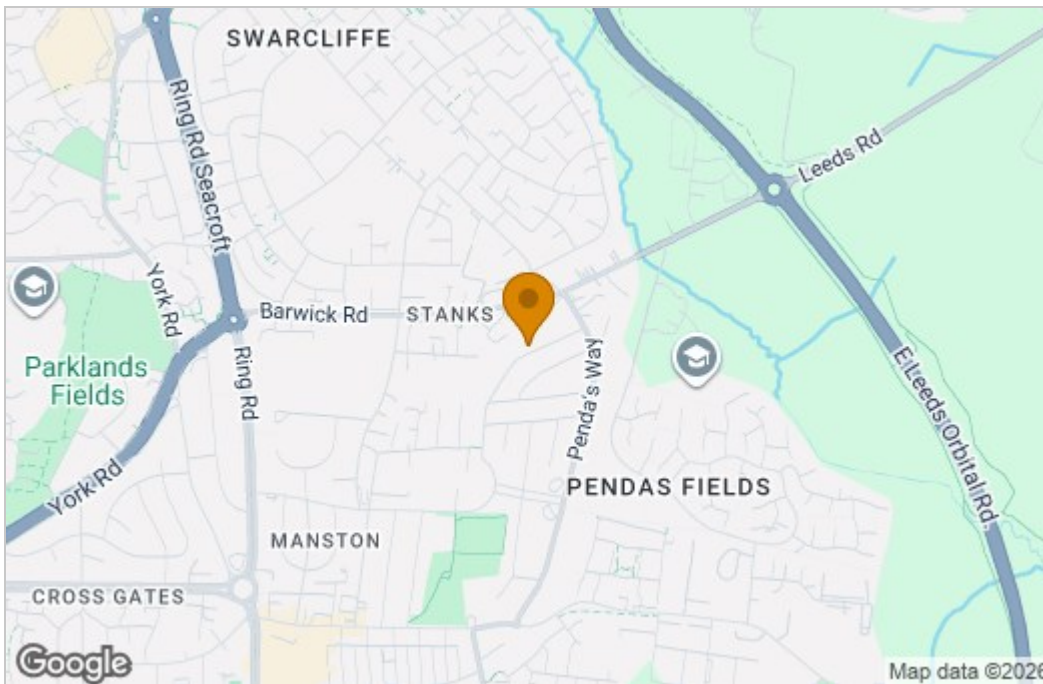 SWARCLIFFE
Ring Rd Seacroft
Leeds Rd
York Rd
Barwick Rd
STANKS
Parklands
Fields
Ring Rd
Penda's Way
E Leeds Orbital Rd
York Rd
PENDAS FIELDS
MANSTON
CROSS GATES
Google
Map data ©2026